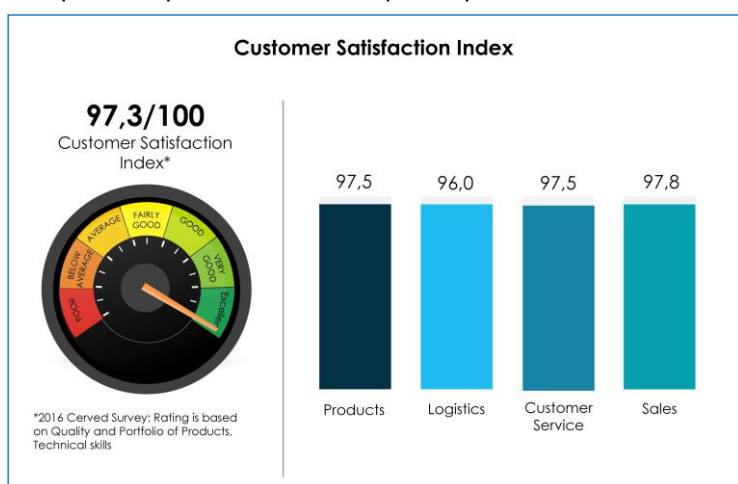 Customer Satisfaction Index
97,3/100
Customer Satisfaction
Index*
POOR
BELOW
AVERAGE
AVERAGE
FAIRLY
GOOD
GOOD
VERY
GOOD
Excellen
*2016 Cerved Survey: Rating is based
on Quality and Portfolio of Products,
Technical skills
97,5
96,0
97,5
97,8
Products
Logistics
Customer
Service
Sales